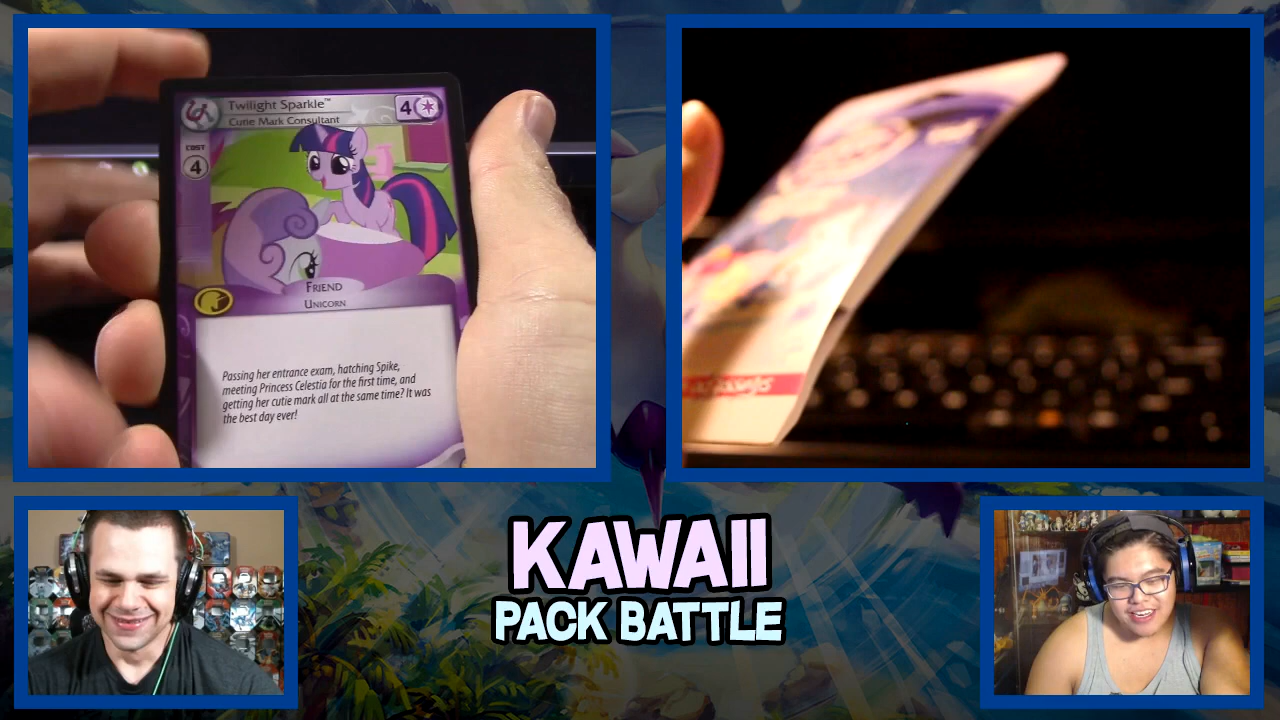 Twilight Sparkle™
4
Cutie Mark Consultant
COST
4
FRIEND
UNICORN
Passing her entrance exam, hatching Spike,
meeting Princess Celestia for the first time, and
getting her cutie mark all at the same time? It was
the best day ever!
KAWAII
PACK BATTLE